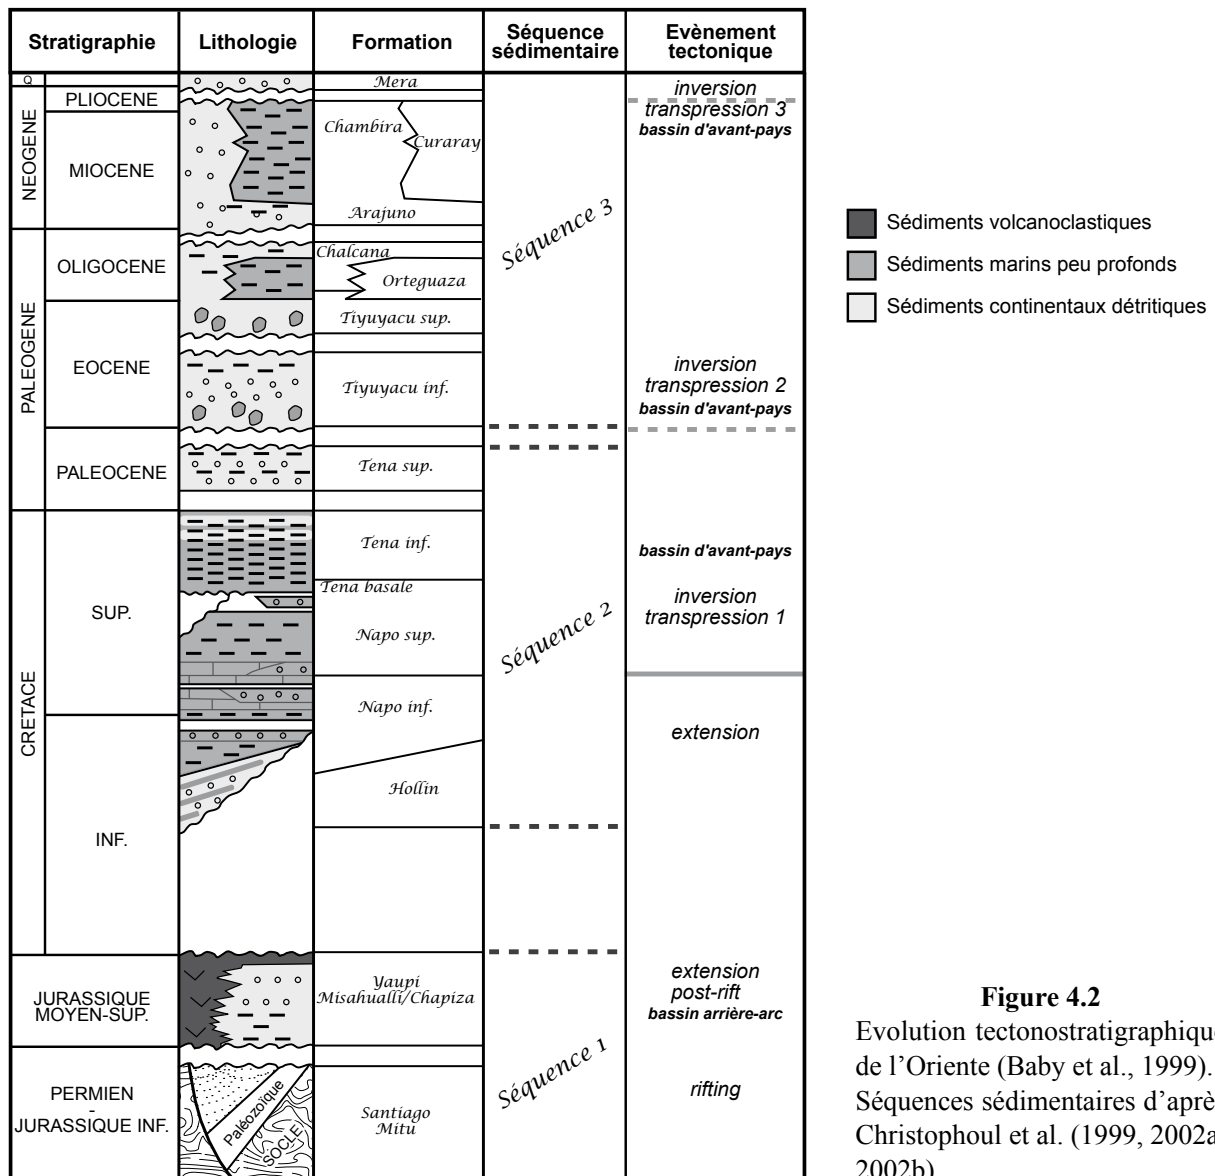 Stratigraphie
Lithologie
Formation
Séquence
sédimentaire
Evènement
tectonique
Q
NEOGENE
PALEOGENE
CRETACE
PLIOCENE
MIOCENE
OLIGOCENE
EOCENE
PALEOCENE
SUP.
INF.
JURASSIQUE
MOYEN-SUP.
PERMIEN
-
JURASSIQUE INF.
Paléozoïque
SOCLE
Mera
Chambira
Curaray
Arajuno
Chalcana
Orteguaza
Tiyuyacu sup.
Tiyuyacu inf.
Tena sup.
Tena inf.
Tena basale
Napo sup.
Napo inf.
Hollin
Yaupi
Misahualli/Chapiza
Santiago
Mitu
Séquence 3
Séquence 2
Séquence 1
inversion
transpression 3
bassin d'avant-pays
inversion
transpression 2
bassin d'avant-pays
bassin d'avant-pays
inversion
transpression 1
extension
extension
post-rift
bassin arrière-arc
rifting
Sédiments volcanoclastiques
Sédiments marins peu profonds
Sédiments continentaux détritiques
Figure 4.2
Evolution tectonostratigraphique
de l'Oriente (Baby et al., 1999).
Séquences sédimentaires d'aprè
Christophoul et al. (1999, 2002a
2002b)